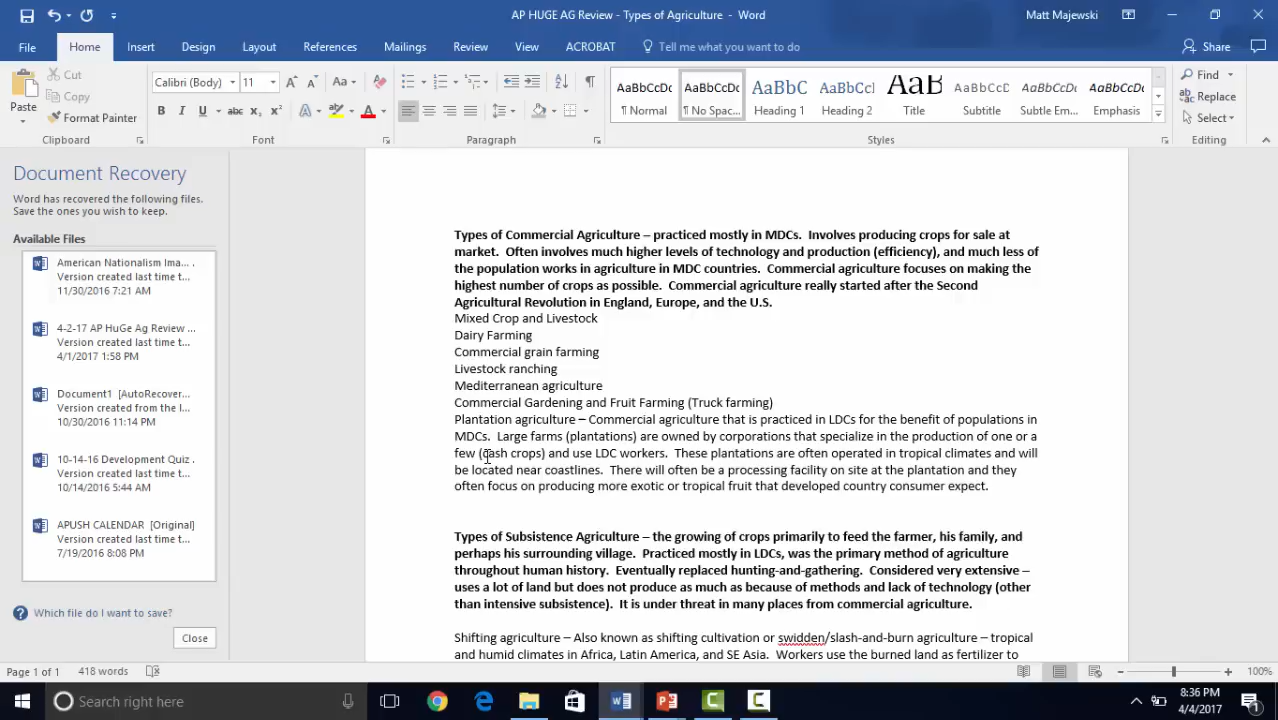 AP HUGE AG Review - Types of Agriculture - Word
Matt Majewski
File
Home
Insert
Design
Layout
References
Mailings
Review
View
ACROBAT
Tell me what you want to do
Share
Paste
Cut
Copy
Format Painter
Clipboard
Calibri (Body)
11
Font
Paragraph
AaBbCcDc
¶ Normal
AaBbCcDc
¶ No Spac...
AaBbC
Heading 1
AaBbCcl
Heading 2
AaB
Title
AaBbCcD
Subtitle
AaBbCcDt
Subtle Em...
AaBbCcDt
Emphasis
Styles
Find
Replace
Select
Editing
Document Recovery
Word has recovered the following files.
Save the ones you wish to keep.
Available Files
American Nationalism Ima... .
Version created last time t...
11/30/2016 7:21 AM
4-2-17 AP HuGe Ag Review ...
Version created last time t...
4/1/2017 1:58 PM
Document1 [AutoRecover...
Version created from the l...
10/30/2016 11:14 PM
10-14-16 Development Quiz .
Version created last time t...
10/14/2016 5:44 AM
APUSH CALENDAR [Original]
Version created last time t...
7/19/2016 8:08 PM
Which file do I want to save?
Close
Types of Commercial Agriculture – practiced mostly in MDCs. Involves producing crops for sale at
market. Often involves much higher levels of technology and production (efficiency), and much less of
the population works in agriculture in MDC countries. Commercial agriculture focuses on making the
highest number of crops as possible. Commercial agriculture really started after the Second
Agricultural Revolution in England, Europe, and the U.S.
Mixed Crop and Livestock
Dairy Farming
Commercial grain farming
Livestock ranching
Mediterranean agriculture
Commercial Gardening and Fruit Farming (Truck farming)
Plantation agriculture – Commercial agriculture that is practiced in LDCs for the benefit of populations in
MDCs. Large farms (plantations) are owned by corporations that specialize in the production of one or a
few (cash crops) and use LDC workers. These plantations are often operated in tropical climates and will
be located near coastlines. There will often be a processing facility on site at the plantation and they
often focus on producing more exotic or tropical fruit that developed country consumer expect.
Types of Subsistence Agriculture – the growing of crops primarily to feed the farmer, his family, and
perhaps his surrounding village. Practiced mostly in LDCs, was the primary method of agriculture
throughout human history. Eventually replaced hunting-and-gathering. Considered very extensive –
uses a lot of land but does not produce as much as because of methods and lack of technology (other
than intensive subsistence). It is under threat in many places from commercial agriculture.
Shifting agriculture – Also known as shifting cultivation or swidden/slash-and-burn agriculture – tropical
and humid climates in Africa, Latin America, and SE Asia. Workers use the burned land as fertilizer to
Page 1 of 1
418 words
100%
Search right here
8:36 PM
4/4/2017